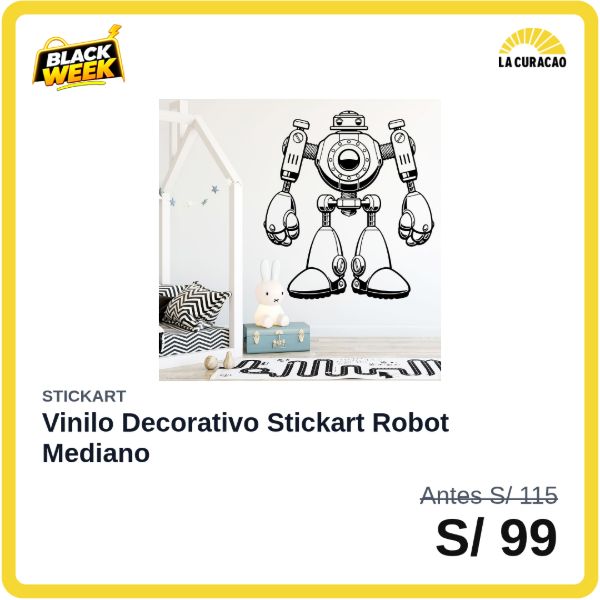 BLACK
WEEK
LA CURACAO
STICKART
Vinilo Decorativo Stickart Robot
Mediano
Antes S/ 115
S/ 99